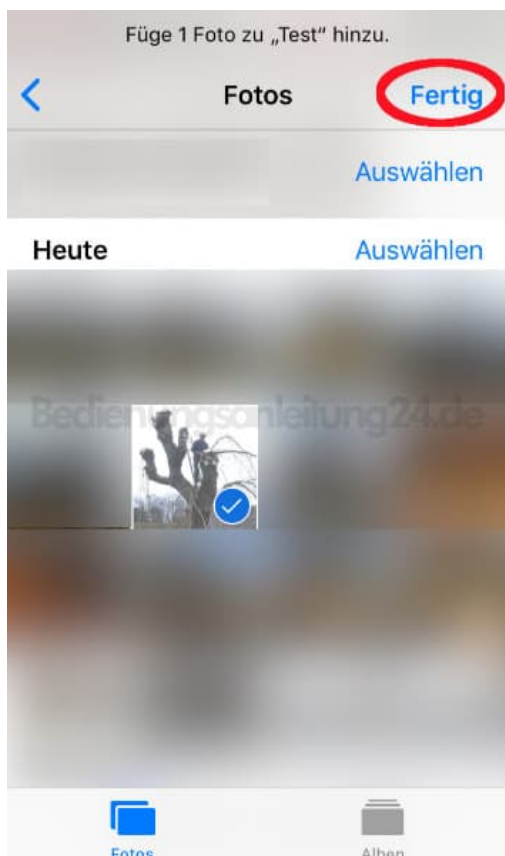 Füge 1 Foto zu „Test" hinzu.
Fotos Fertig
Auswählen
Heute Auswählen
Bedienungsanleitung24.de
Fotos Alben